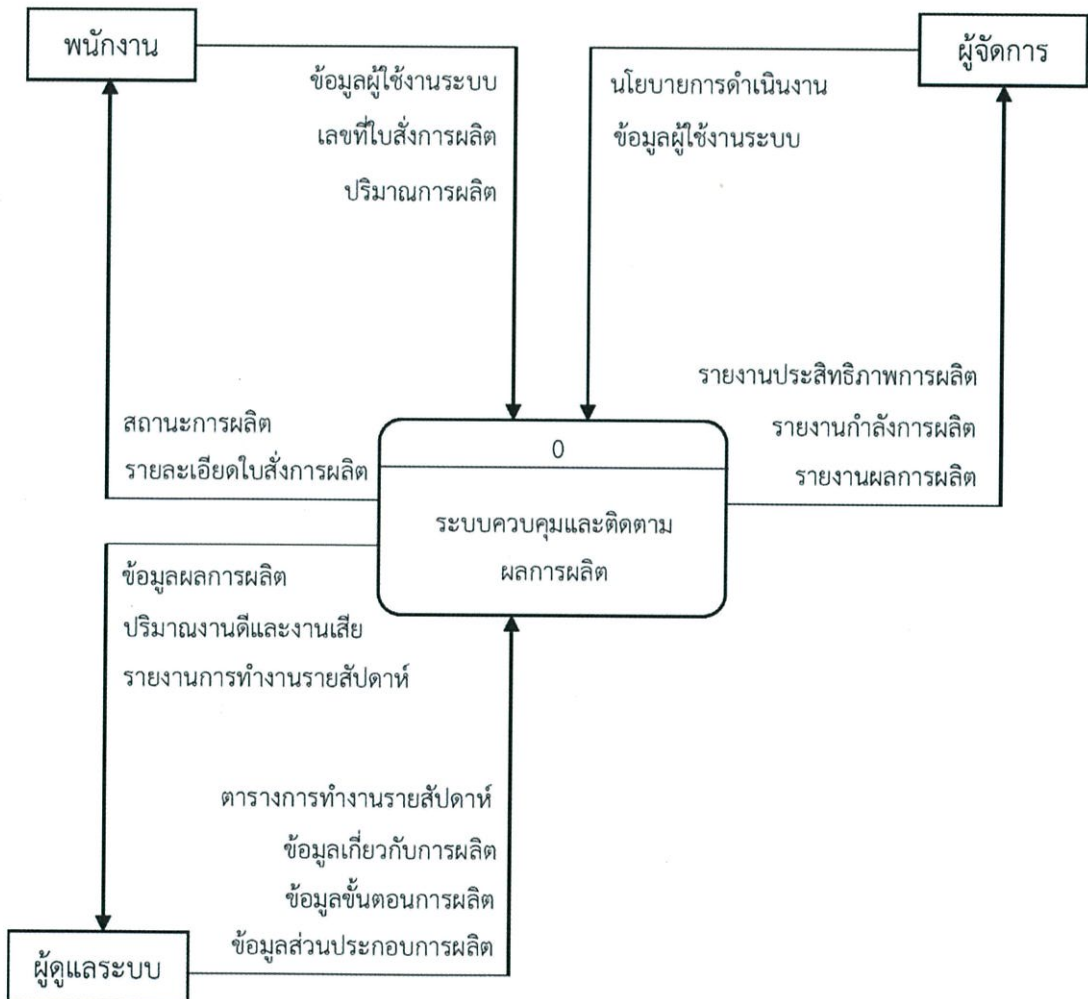 พนักงาน
ผู้จัดการ
ข้อมูลผู้ใช้งานระบบ
เลขที่ใบสั่งการผลิต
ปริมาณการผลิต
นโยบายการดำเนินงาน
ข้อมูลผู้ใช้งานระบบ
รายงานประสิทธิภาพการผลิต
รายงานกำลังการผลิต
รายงานผลการผลิต
สถานะการผลิต
รายละเอียดใบสั่งการผลิต
0
ระบบควบคุมและติดตาม
ผลการผลิต
ข้อมูลผลการผลิต
ปริมาณงานดีและงานเสีย
รายงานการทำงานรายสัปดาห์
ตารางการทำงานรายสัปดาห์
ข้อมูลเกี่ยวกับการผลิต
ข้อมูลขั้นตอนการผลิต
ข้อมูลส่วนประกอบการผลิต
ผู้ดูแลระบบ